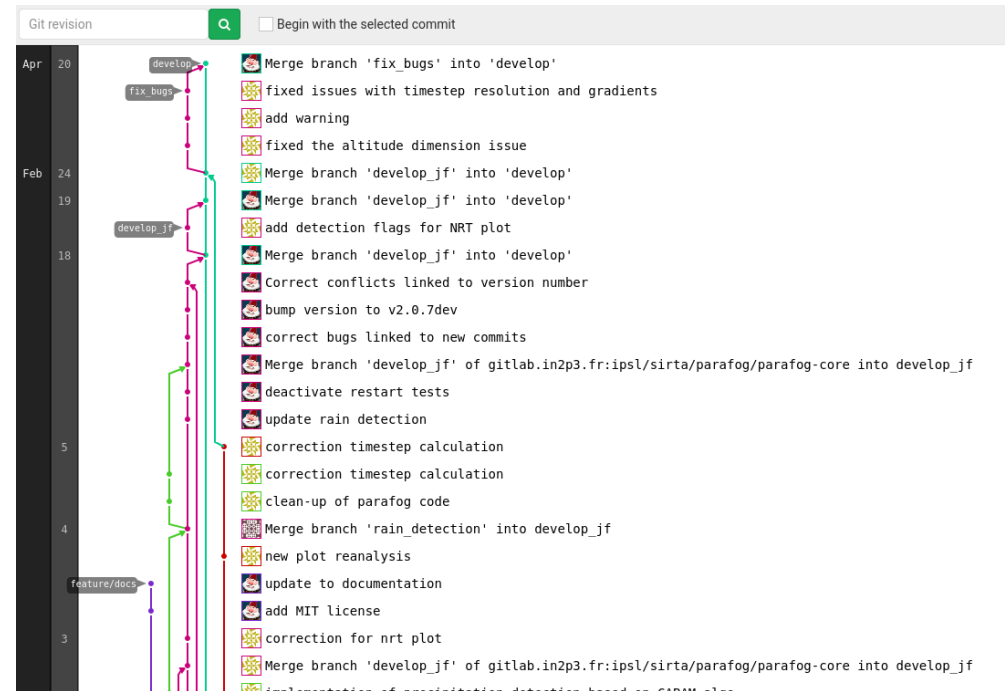 Git revision Begin with the selected commit
Apr 20 develop Merge branch 'fix_bugs' into 'develop'
fix_bugs fixed issues with timestep resolution and gradients
add warning
fixed the altitude dimension issue
Feb 24 Merge branch 'develop_jf' into 'develop'
19 Merge branch 'develop_jf' into 'develop'
develop_jf add detection flags for NRT plot
18 Merge branch 'develop_jf' into 'develop'
Correct conflicts linked to version number
bump version to v2.0.7dev
correct bugs linked to new commits
Merge branch 'develop_jf' of gitlab.in2p3.fr:ipsl/sirta/parafog/parafog-core into develop_jf
deactivate restart tests
update rain detection
5 correction timestep calculation
correction timestep calculation
clean-up of parafog code
4 Merge branch 'rain_detection' into develop_jf
new plot reanalysis
feature/docs update to documentation
add MIT license
3 correction for nrt plot
Merge branch 'develop_jf' of gitlab.in2p3.fr:ipsl/sirta/parafog/parafog-core into develop_jf